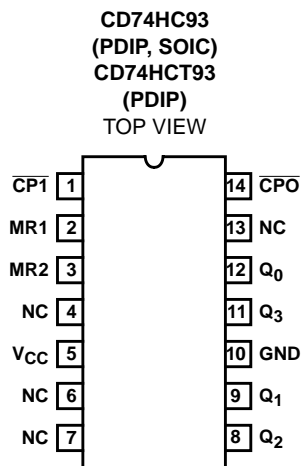 CD74HC93
(PDIP, SOIC)
CD74HCT93
(PDIP)
TOP VIEW
CP1 1 14 CPO
MR1 2 13 NC
MR2 3 12 Q0
NC 4 11 Q3
VCC 5 10 GND
NC 6 9 Q1
NC 7 8 Q2